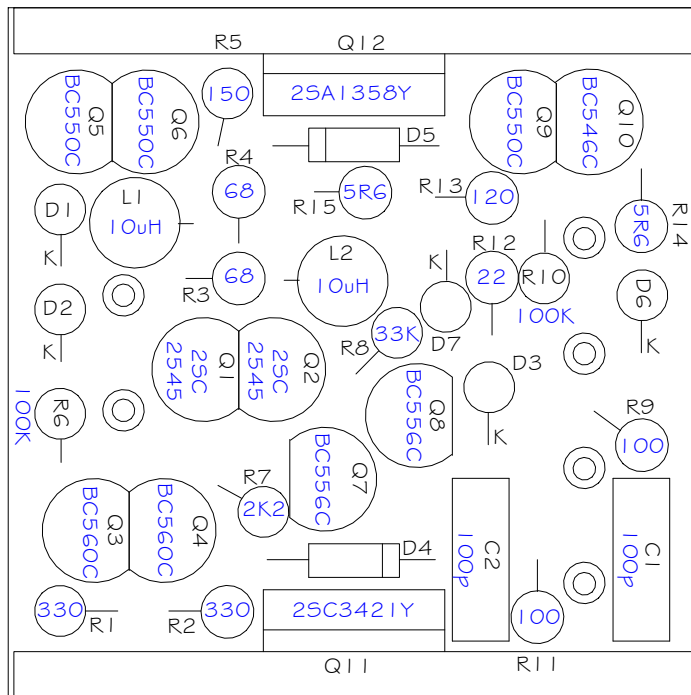 R5
Q12
BC550C
Q5
BC550C
Q6
150
2SA1358Y
BC550C
Q9
BC546C
Q10
D5
R4
68
R15
5R6
R13
120
D1
K
L1
10uH
5R6
R14
L2
10uH
R3
68
K
D7
R12
22
R10
100K
D6
K
D2
K
R8
33K
2SC
2545
Q1
2SC
2545
Q2
D3
K
100K
R6
BC556C
Q8
R9
100
R7
2K2
BC556C
Q7
BC560C
Q3
BC560C
Q4
D4
C2
100p
C1
100p
330
R1
R2
330
2SC3421Y
100
Q11
R11